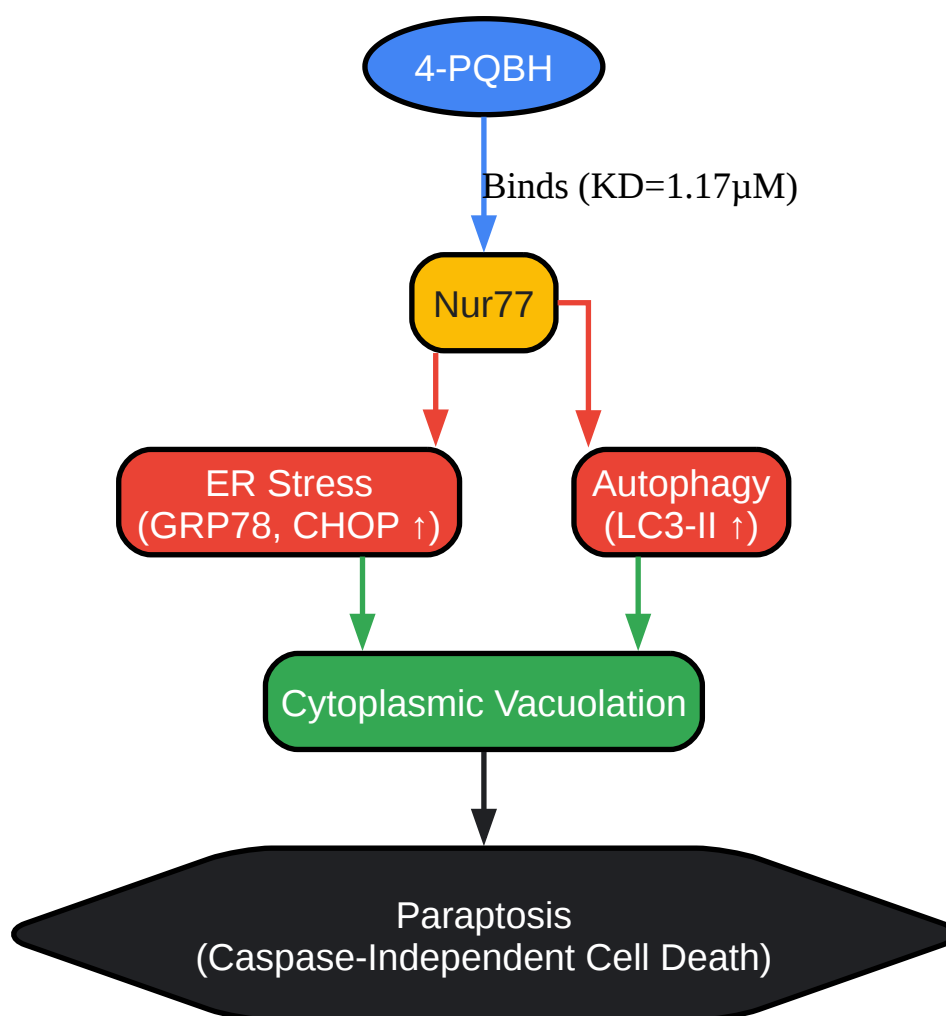 4-PQBH
Binds (KD=1.17µM)
Nur77
ER Stress
(GRP78, CHOP ↑)
Autophagy
(LC3-II ↑)
Cytoplasmic Vacuolation
Paraptosis
(Caspase-Independent Cell Death)